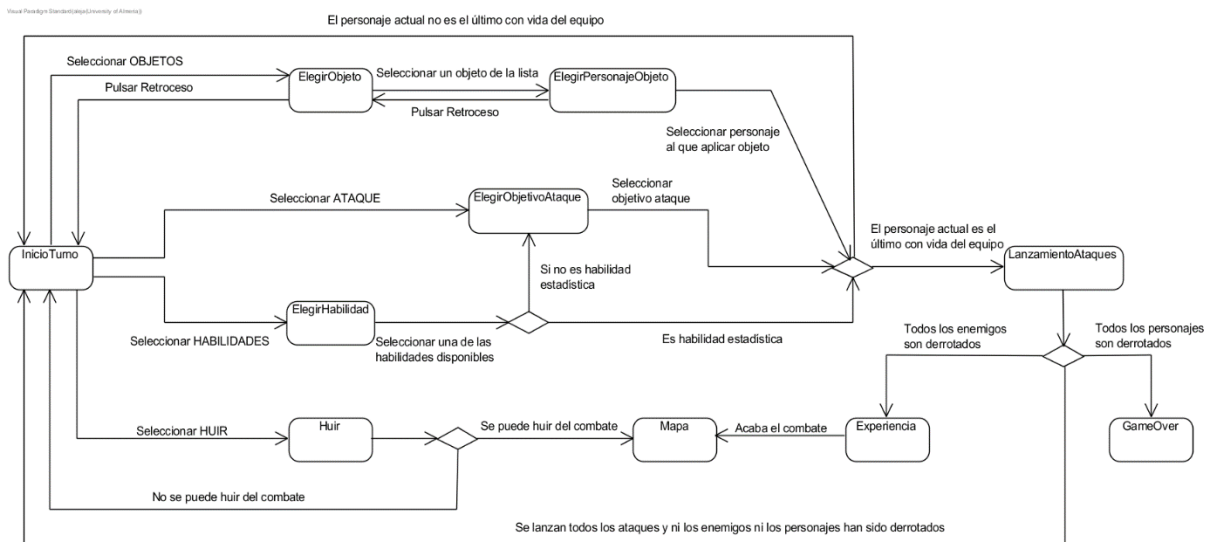 Visual Paradigm Standard(alejo(University of Almeria))
El personaje actual no es el último con vida del equipo
Seleccionar OBJETOS
ElegirObjeto
Seleccionar un objeto de la lista
ElegirPersonajeObjeto
Pulsar Retroceso
Pulsar Retroceso
Seleccionar personaje
al que aplicar objeto
Seleccionar ATAQUE
ElegirObjetivoAtaque
Seleccionar
objetivo ataque
El personaje actual es el
último con vida del equipo
InicioTurno
LanzamientoAtaques
Si no es habilidad
estadística
ElegirHabilidad
Seleccionar HABILIDADES
Seleccionar una de las
habilidades disponibles
Es habilidad estadística
Todos los enemigos
son derrotados
Todos los personajes
son derrotados
Seleccionar HUIR
Huir
Se puede huir del combate
Mapa
Acaba el combate
Experiencia
GameOver
No se puede huir del combate
Se lanzan todos los ataques y ni los enemigos ni los personajes han sido derrotados